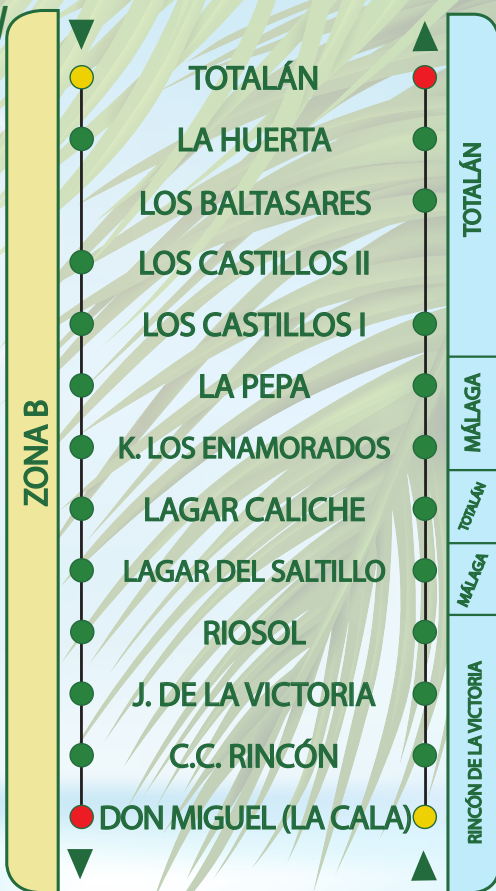 ZONA B
TOTALÁN
LA HUERTA
LOS BALTASARES
LOS CASTILLOS II
LOS CASTILLOS I
LA PEPA
K. LOS ENAMORADOS
LAGAR CALICHE
LAGAR DEL SALTILLO
RIOSOL
J. DE LA VICTORIA
C.C. RINCÓN
DON MIGUEL (LA CALA)
TOTALÁN
MÁLAGA
TOTALÁN
MÁLAGA
RINCÓN DE LA VICTORIA